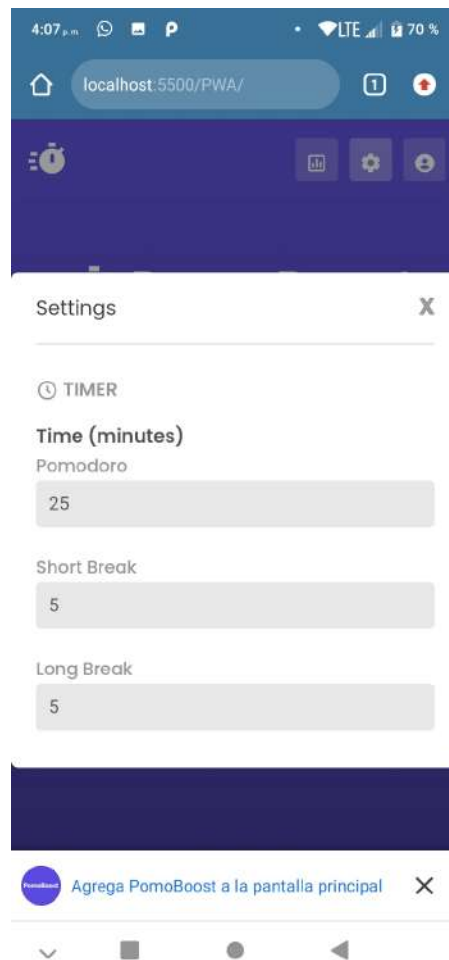 4:07 p.m. LTE 70 %
localhost:5500/PWA/
1
Settings X
TIMER
Time (minutes)
Pomodoro
25
Short Break
5
Long Break
5
PomoBoost
Agrega PomoBoost a la pantalla principal